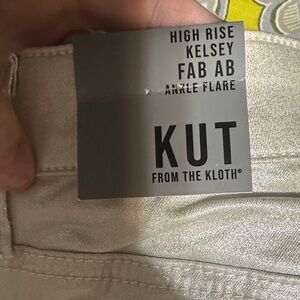 HIGH RISE
KELSEY
FAB AB
ANKLE FLARE
KUT
FROM THE KLOTH®